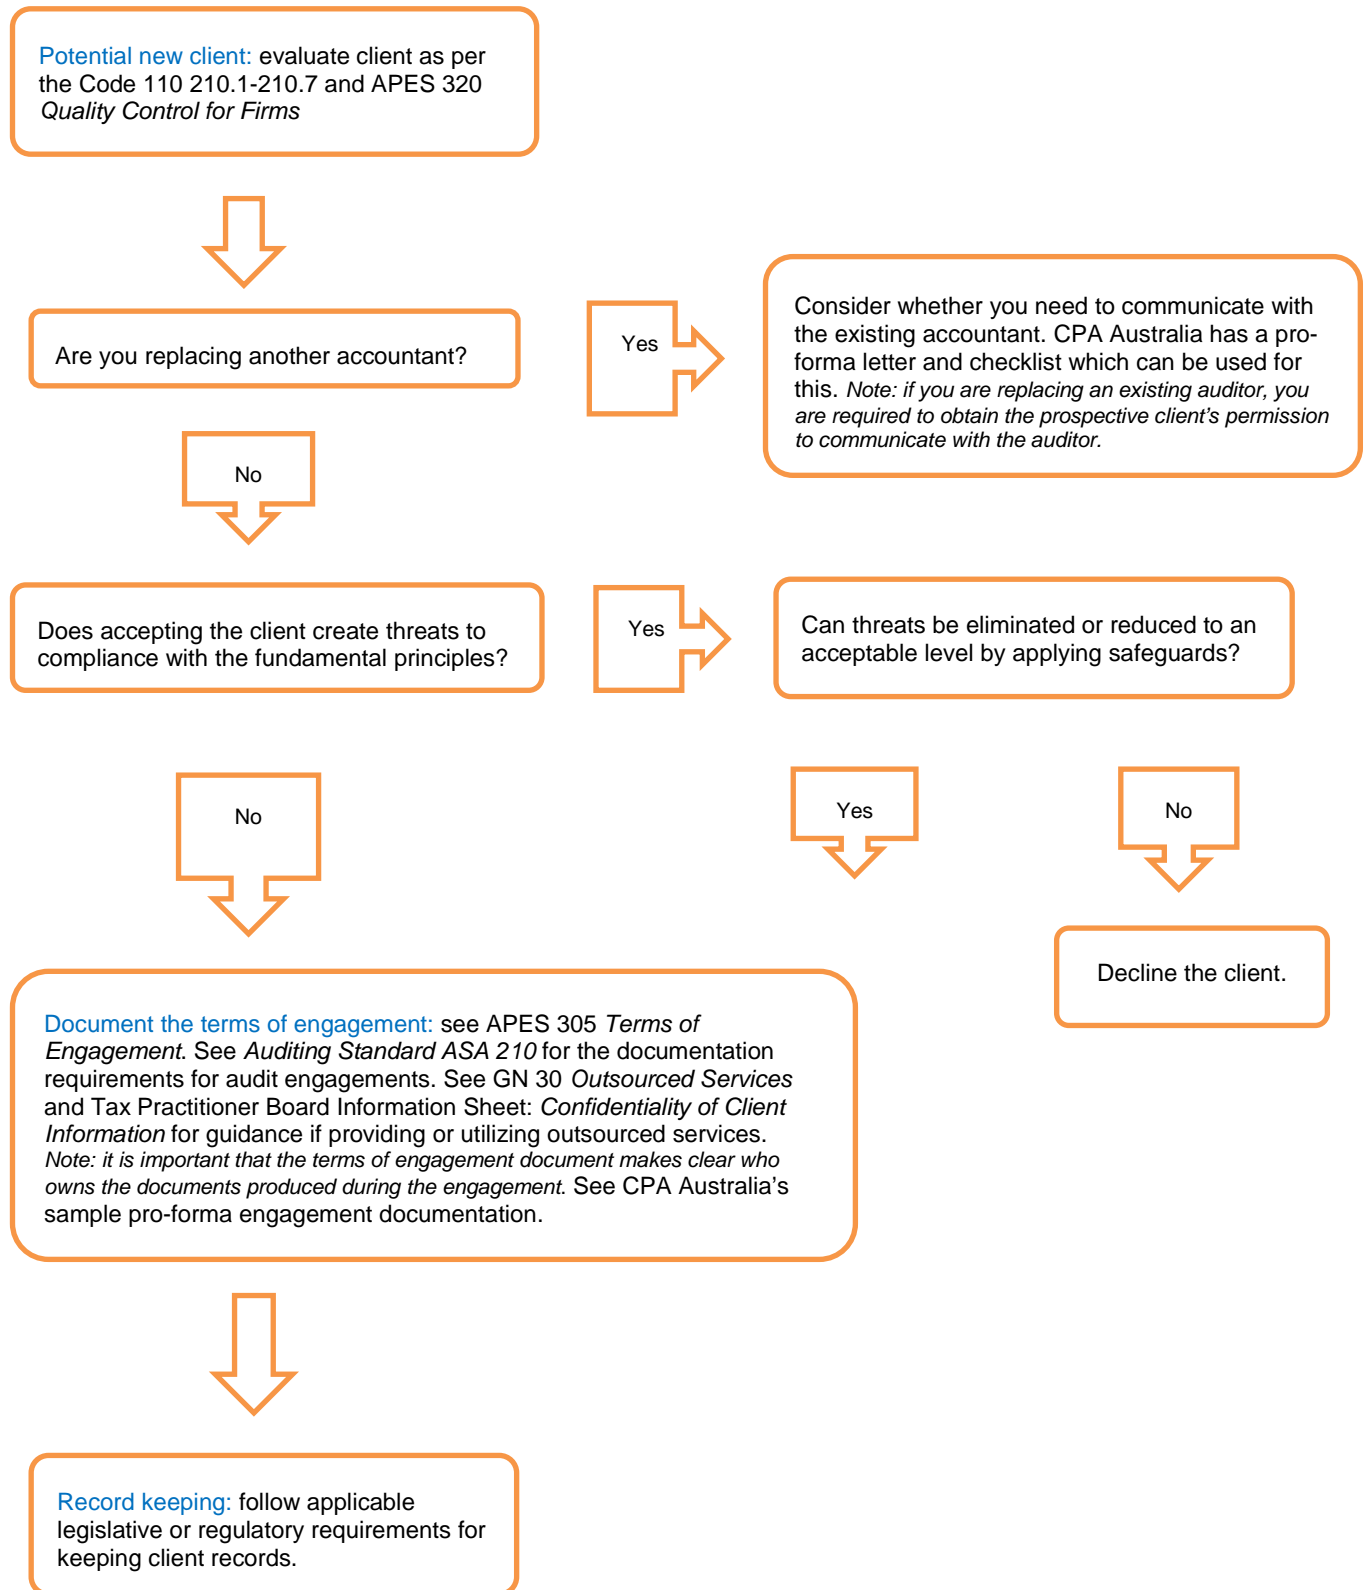 Potential new client: evaluate client as per
the Code 110 210.1-210.7 and APES 320
Quality Control for Firms
Are you replacing another accountant?
Yes
Consider whether you need to communicate with
the existing accountant. CPA Australia has a pro-
forma letter and checklist which can be used for
this. Note: if you are replacing an existing auditor, you
are required to obtain the prospective client's permission
to communicate with the auditor.
No
Does accepting the client create threats to
compliance with the fundamental principles?
Yes
Can threats be eliminated or reduced to an
acceptable level by applying safeguards?
No
Yes
No
Decline the client.
Document the terms of engagement: see APES 305 Terms of
Engagement. See Auditing Standard ASA 210 for the documentation
requirements for audit engagements. See GN 30 Outsourced Services
and Tax Practitioner Board Information Sheet: Confidentiality of Client
Information for guidance if providing or utilizing outsourced services.
Note: it is important that the terms of engagement document makes clear who
owns the documents produced during the engagement. See CPA Australia's
sample pro-forma engagement documentation.
Record keeping: follow applicable
legislative or regulatory requirements for
keeping client records.